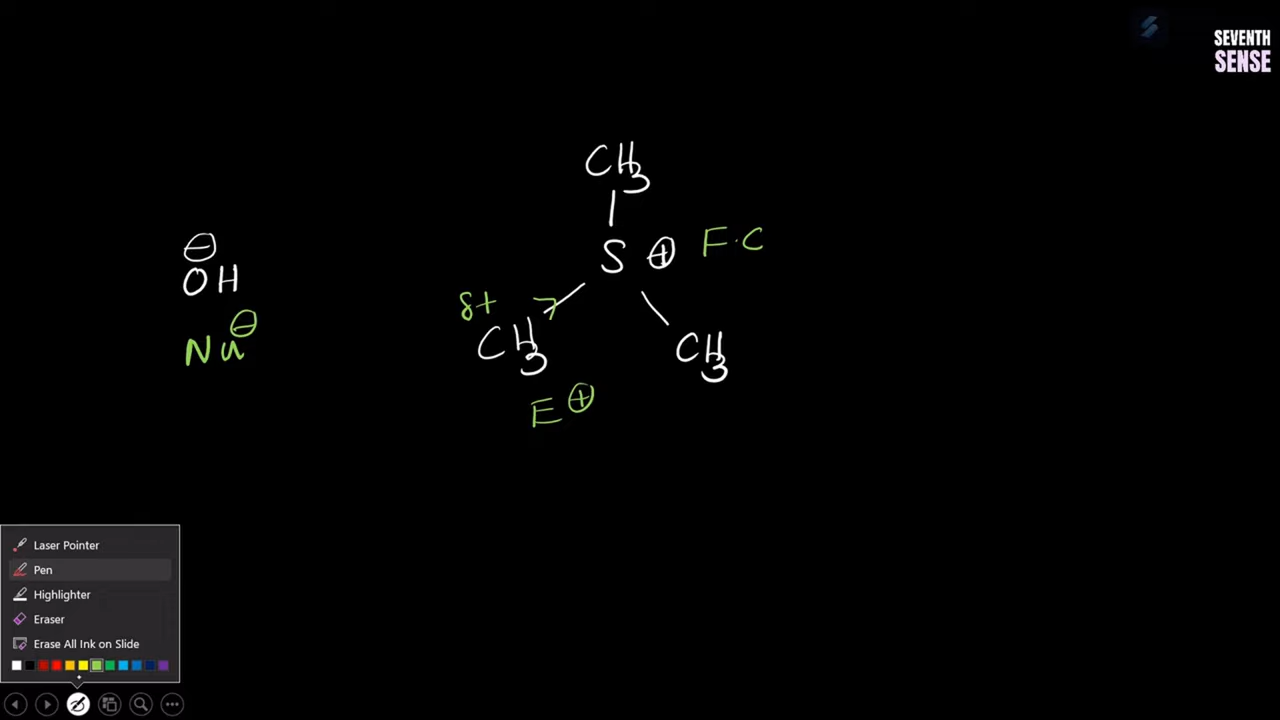 SEVENTH
SENSE
CH3
⊖
OH
S ⊕ F·C
Nu⊖
δ+
CH3
CH3
E⊕
Laser Pointer
Pen
Highlighter
Eraser
Erase All Ink on Slide